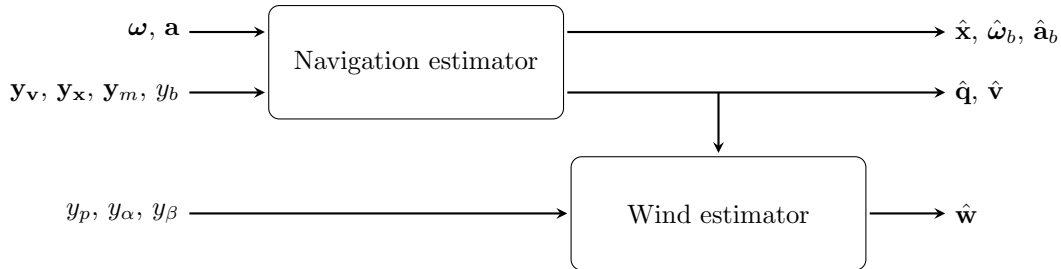 𝝎, 𝐚
Navigation estimator
𝐱̂, 𝝎̂_b, 𝐚̂_b
𝐲_𝐯, 𝐲_𝐱, 𝐲_m, y_b
𝐪̂, 𝐯̂
y_p, y_α, y_β
Wind estimator
𝐰̂